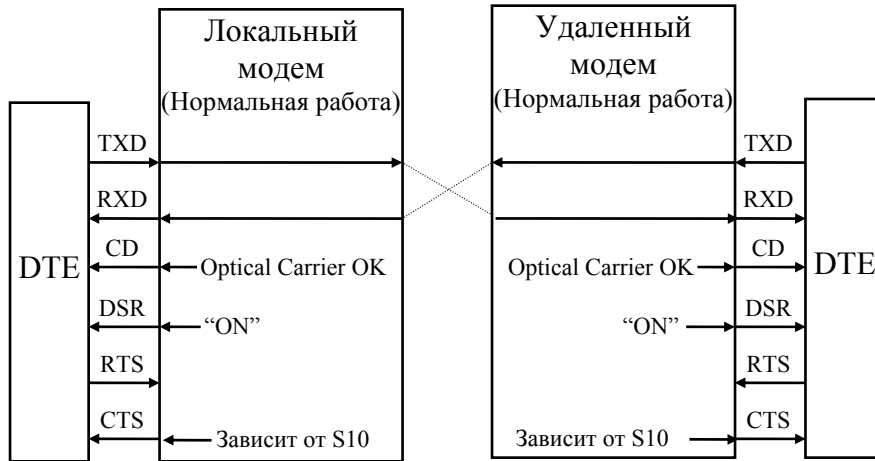 Локальный
модем
(Нормальная работа)
Удаленный
модем
(Нормальная работа)
DTE
TXD
RXD
CD
DSR
RTS
CTS
Optical Carrier OK
“ON”
Зависит от S10
Optical Carrier OK
“ON”
Зависит от S10
TXD
RXD
CD
DSR
RTS
CTS
DTE